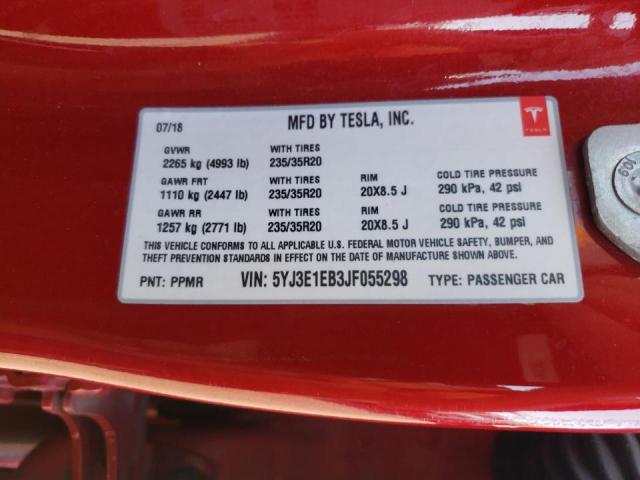 07/18 MFD BY TESLA, INC.
TESLA
GVWR WITH TIRES
2265 kg (4993 lb) 235/35R20
GAWR FRT WITH TIRES RIM COLD TIRE PRESSURE
1110 kg (2447 lb) 235/35R20 20X8.5 J 290 kPa, 42 psi
GAWR RR WITH TIRES RIM COLD TIRE PRESSURE
1257 kg (2771 lb) 235/35R20 20X8.5 J 290 kPa, 42 psi
THIS VEHICLE CONFORMS TO ALL APPLICABLE U.S. FEDERAL MOTOR VEHICLE SAFETY, BUMPER, AND
THEFT PREVENTION STANDARDS IN EFFECT ON THE DATE OF MANUFACTURE SHOWN ABOVE.
PNT: PPMR VIN: 5YJ3E1EB3JF055298 TYPE: PASSENGER CAR